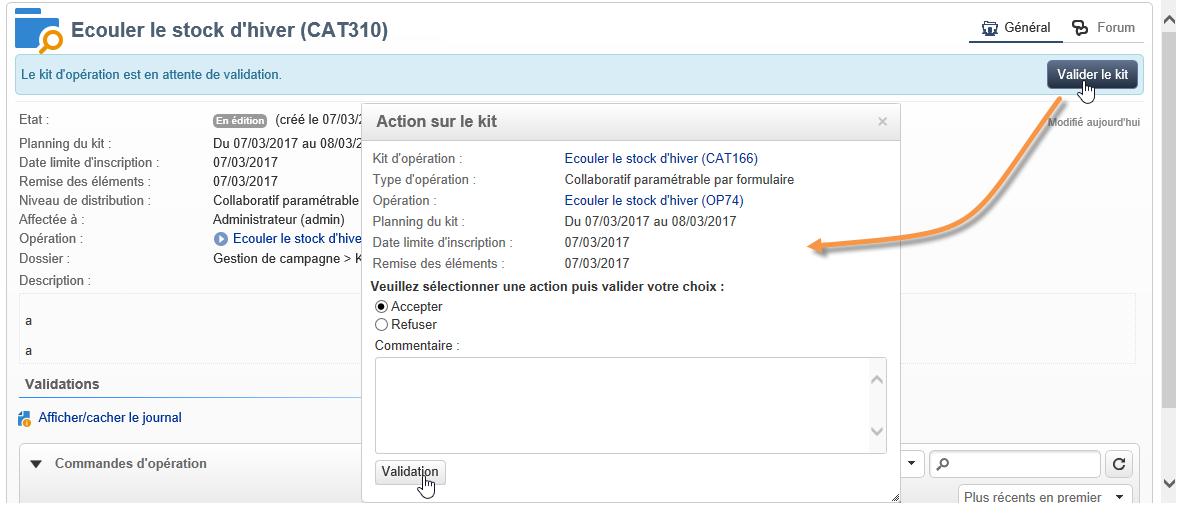 Ecouler le stock d'hiver (CAT310)
Général
Forum
Le kit d'opération est en attente de validation.
Valider le kit
Etat :
En édition (créé le 07/03/2
Modifié aujourd'hui
Planning du kit :
Du 07/03/2017 au 08/03/2
Date limite d'inscription :
07/03/2017
Remise des éléments :
07/03/2017
Niveau de distribution :
Collaboratif paramétrable
Affectée à :
Administrateur (admin)
Opération :
Ecouler le stock d'hive
Dossier :
Gestion de campagne > K
Description :
a
a
Validations
Afficher/cacher le journal
Commandes d'opération
Plus récents en premier
Action sur le kit
×
Kit d'opération :
Ecouler le stock d'hiver (CAT166)
Type d'opération :
Collaboratif paramétrable par formulaire
Opération :
Ecouler le stock d'hiver (OP74)
Planning du kit :
Du 07/03/2017 au 08/03/2017
Date limite d'inscription :
07/03/2017
Remise des éléments :
07/03/2017
Veuillez sélectionner une action puis valider votre choix :
Accepter
Refuser
Commentaire :
Validation